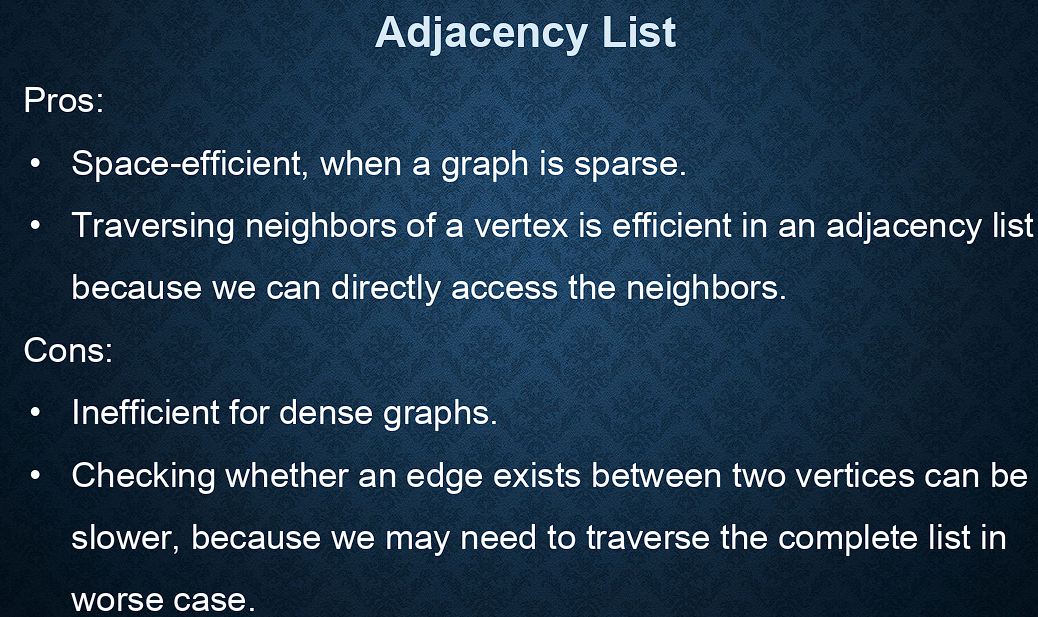 Adjacency List
Pros:
• Space-efficient, when a graph is sparse.
• Traversing neighbors of a vertex is efficient in an adjacency list
because we can directly access the neighbors.
Cons:
• Inefficient for dense graphs.
• Checking whether an edge exists between two vertices can be
slower, because we may need to traverse the complete list in
worse case.